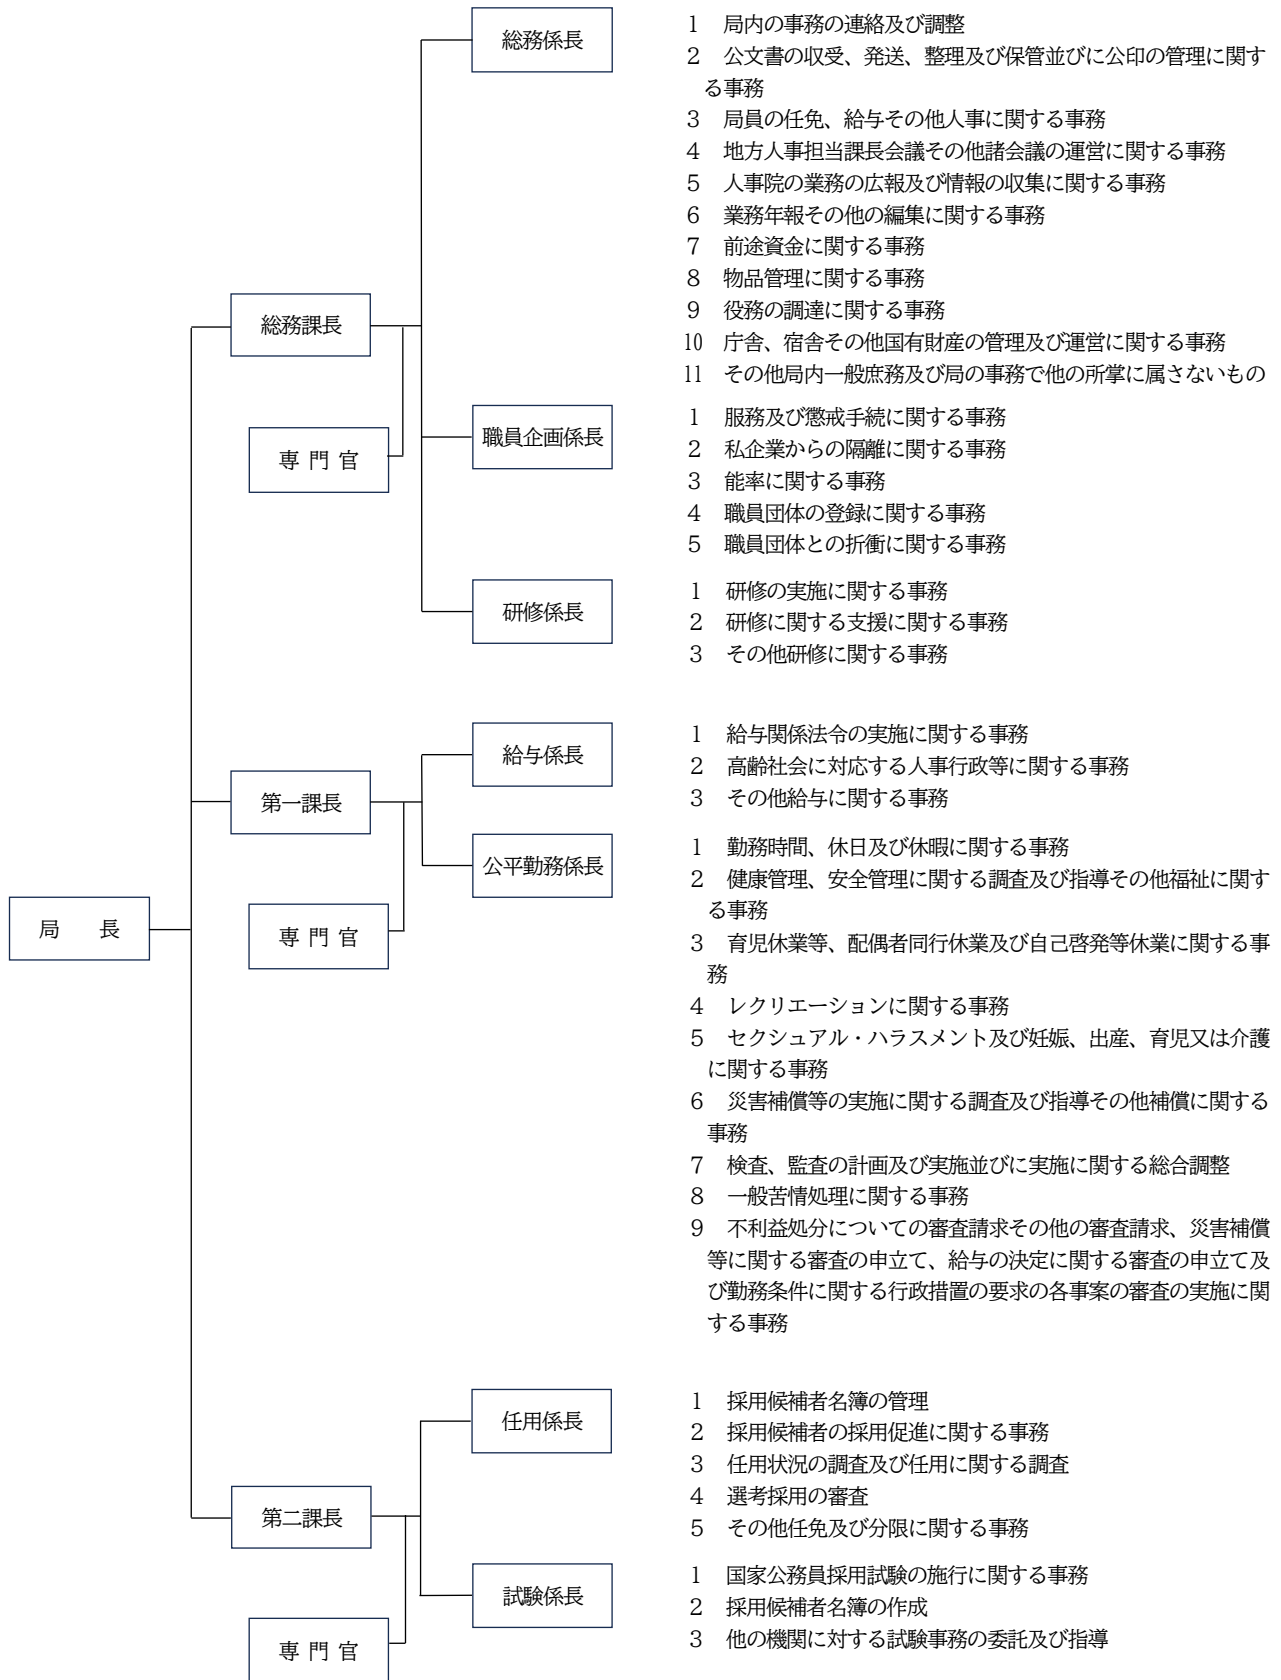 総務係長
1 局内の事務の連絡及び調整
2 公文書の収受、発送、整理及び保管並びに公印の管理に関す
る事務
3 局員の任免、給与その他人事に関する事務
4 地方人事担当課長会議その他諸会議の運営に関する事務
5 人事院の業務の広報及び情報の収集に関する事務
6 業務年報その他の編集に関する事務
7 前途資金に関する事務
8 物品管理に関する事務
総務課長
9 役務の調達に関する事務
10 庁舎、宿舎その他国有財産の管理及び運営に関する事務
11 その他局内一般庶務及び局の事務で他の所掌に属さないもの
専門官
職員企画係長
1 服務及び懲戒手続に関する事務
2 私企業からの隔離に関する事務
3 能率に関する事務
4 職員団体の登録に関する事務
5 職員団体との折衝に関する事務
研修係長
1 研修の実施に関する事務
2 研修に関する支援に関する事務
3 その他研修に関する事務
給与係長
1 給与関係法令の実施に関する事務
2 高齢社会に対応する人事行政等に関する事務
3 その他給与に関する事務
第一課長
公平勤務係長
1 勤務時間、休日及び休暇に関する事務
2 健康管理、安全管理に関する調査及び指導その他福祉に関す
る事務
局 長
専門官
3 育児休業等、配偶者同行休業及び自己啓発等休業に関する事
務
4 レクリエーションに関する事務
5 セクシュアル・ハラスメント及び妊娠、出産、育児又は介護
に関する事務
6 災害補償等の実施に関する調査及び指導その他補償に関する
事務
7 検査、監査の計画及び実施並びに実施に関する総合調整
8 一般苦情処理に関する事務
9 不利益処分についての審査請求その他の審査請求、災害補償
等に関する審査の申立て、給与の決定に関する審査の申立て及
び勤務条件に関する行政措置の要求の各事案の審査の実施に関
する事務
任用係長
1 採用候補者名簿の管理
2 採用候補者の採用促進に関する事務
3 任用状況の調査及び任用に関する調査
4 選考採用の審査
5 その他任免及び分限に関する事務
第二課長
試験係長
1 国家公務員採用試験の施行に関する事務
2 採用候補者名簿の作成
3 他の機関に対する試験事務の委託及び指導
専門官